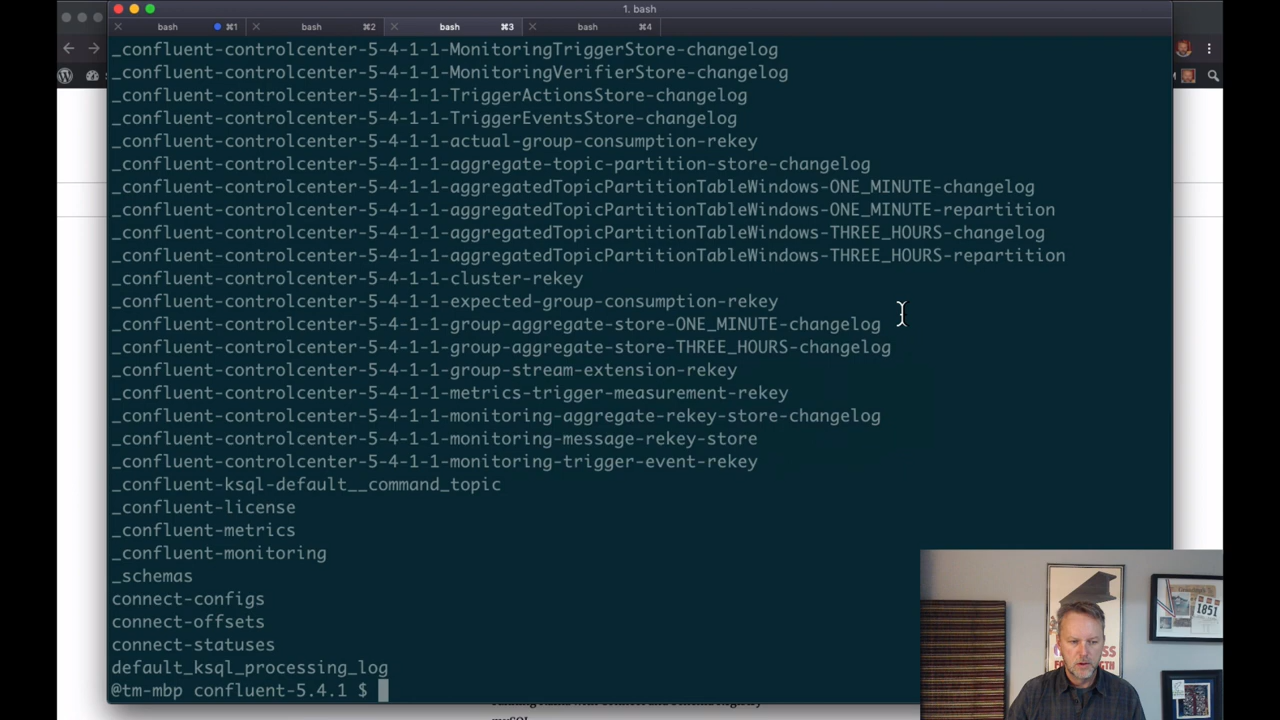 1. bash
bash ⌘1 bash ⌘2 bash ⌘3 bash ⌘4
_confluent-controlcenter-5-4-1-1-MonitoringTriggerStore-changelog
_confluent-controlcenter-5-4-1-1-MonitoringVerifierStore-changelog
_confluent-controlcenter-5-4-1-1-TriggerActionsStore-changelog
_confluent-controlcenter-5-4-1-1-TriggerEventsStore-changelog
_confluent-controlcenter-5-4-1-1-actual-group-consumption-rekey
_confluent-controlcenter-5-4-1-1-aggregate-topic-partition-store-changelog
_confluent-controlcenter-5-4-1-1-aggregatedTopicPartitionTableWindows-ONE_MINUTE-changelog
_confluent-controlcenter-5-4-1-1-aggregatedTopicPartitionTableWindows-ONE_MINUTE-repartition
_confluent-controlcenter-5-4-1-1-aggregatedTopicPartitionTableWindows-THREE_HOURS-changelog
_confluent-controlcenter-5-4-1-1-aggregatedTopicPartitionTableWindows-THREE_HOURS-repartition
_confluent-controlcenter-5-4-1-1-cluster-rekey
_confluent-controlcenter-5-4-1-1-expected-group-consumption-rekey
_confluent-controlcenter-5-4-1-1-group-aggregate-store-ONE_MINUTE-changelog
_confluent-controlcenter-5-4-1-1-group-aggregate-store-THREE_HOURS-changelog
_confluent-controlcenter-5-4-1-1-group-stream-extension-rekey
_confluent-controlcenter-5-4-1-1-metrics-trigger-measurement-rekey
_confluent-controlcenter-5-4-1-1-monitoring-aggregate-rekey-store-changelog
_confluent-controlcenter-5-4-1-1-monitoring-message-rekey-store
_confluent-controlcenter-5-4-1-1-monitoring-trigger-event-rekey
_confluent-ksql-default__command_topic
_confluent-license
_confluent-metrics
_confluent-monitoring
_schemas
connect-configs
connect-offsets
connect-statuses
default_ksql_processing_log
@tm-mbp confluent-5.4.1 $
1851